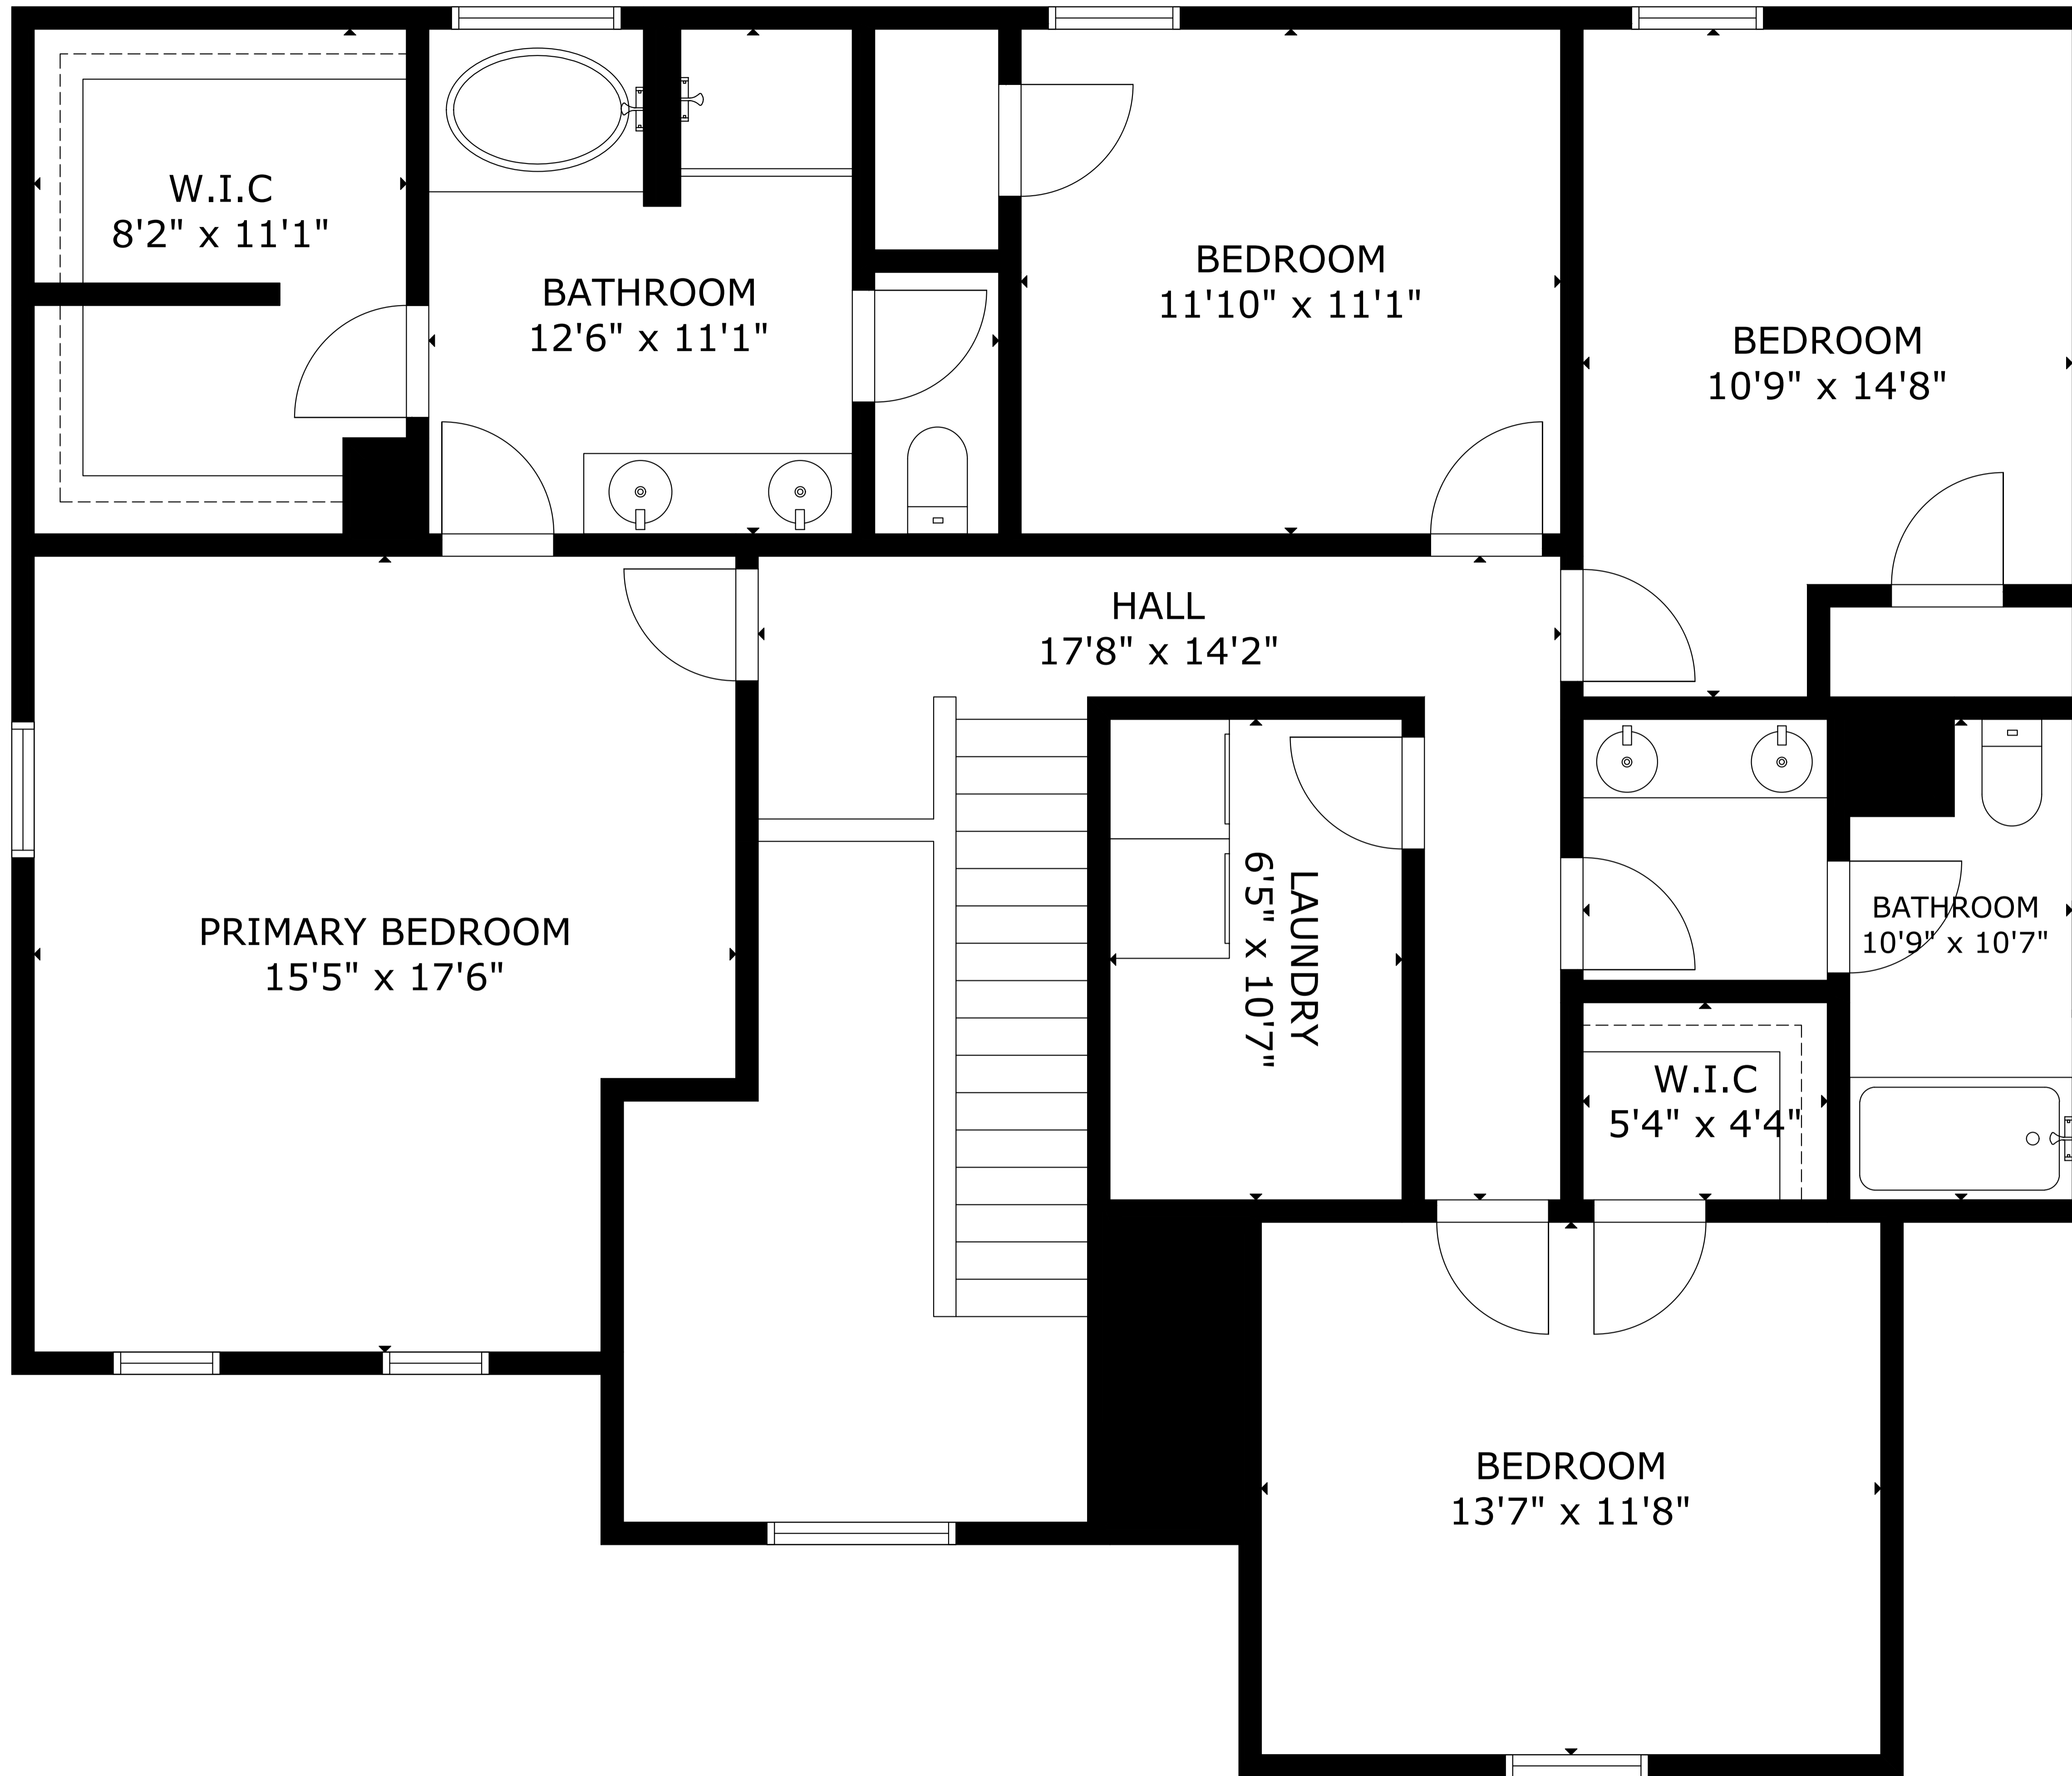 W.I.C
8'2" x 11'1"
BATHROOM
12'6" x 11'1"
BEDROOM
11'10" x 11'1"
BEDROOM
10'9" x 14'8"
HALL
17'8" x 14'2"
PRIMARY BEDROOM
15'5" x 17'6"
LAUNDRY
6'5" x 10'7"
BATHROOM
10'9" x 10'7"
W.I.C
5'4" x 4'4"
BEDROOM
13'7" x 11'8"